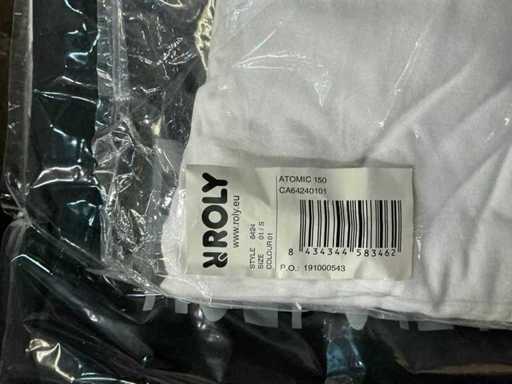 ROLY
www.roly.eu
STYLE 6424
SIZE 01 / S
COLOUR 01
ATOMIC 150
CA64240101
8 434344 583462
P.O.: 191000543